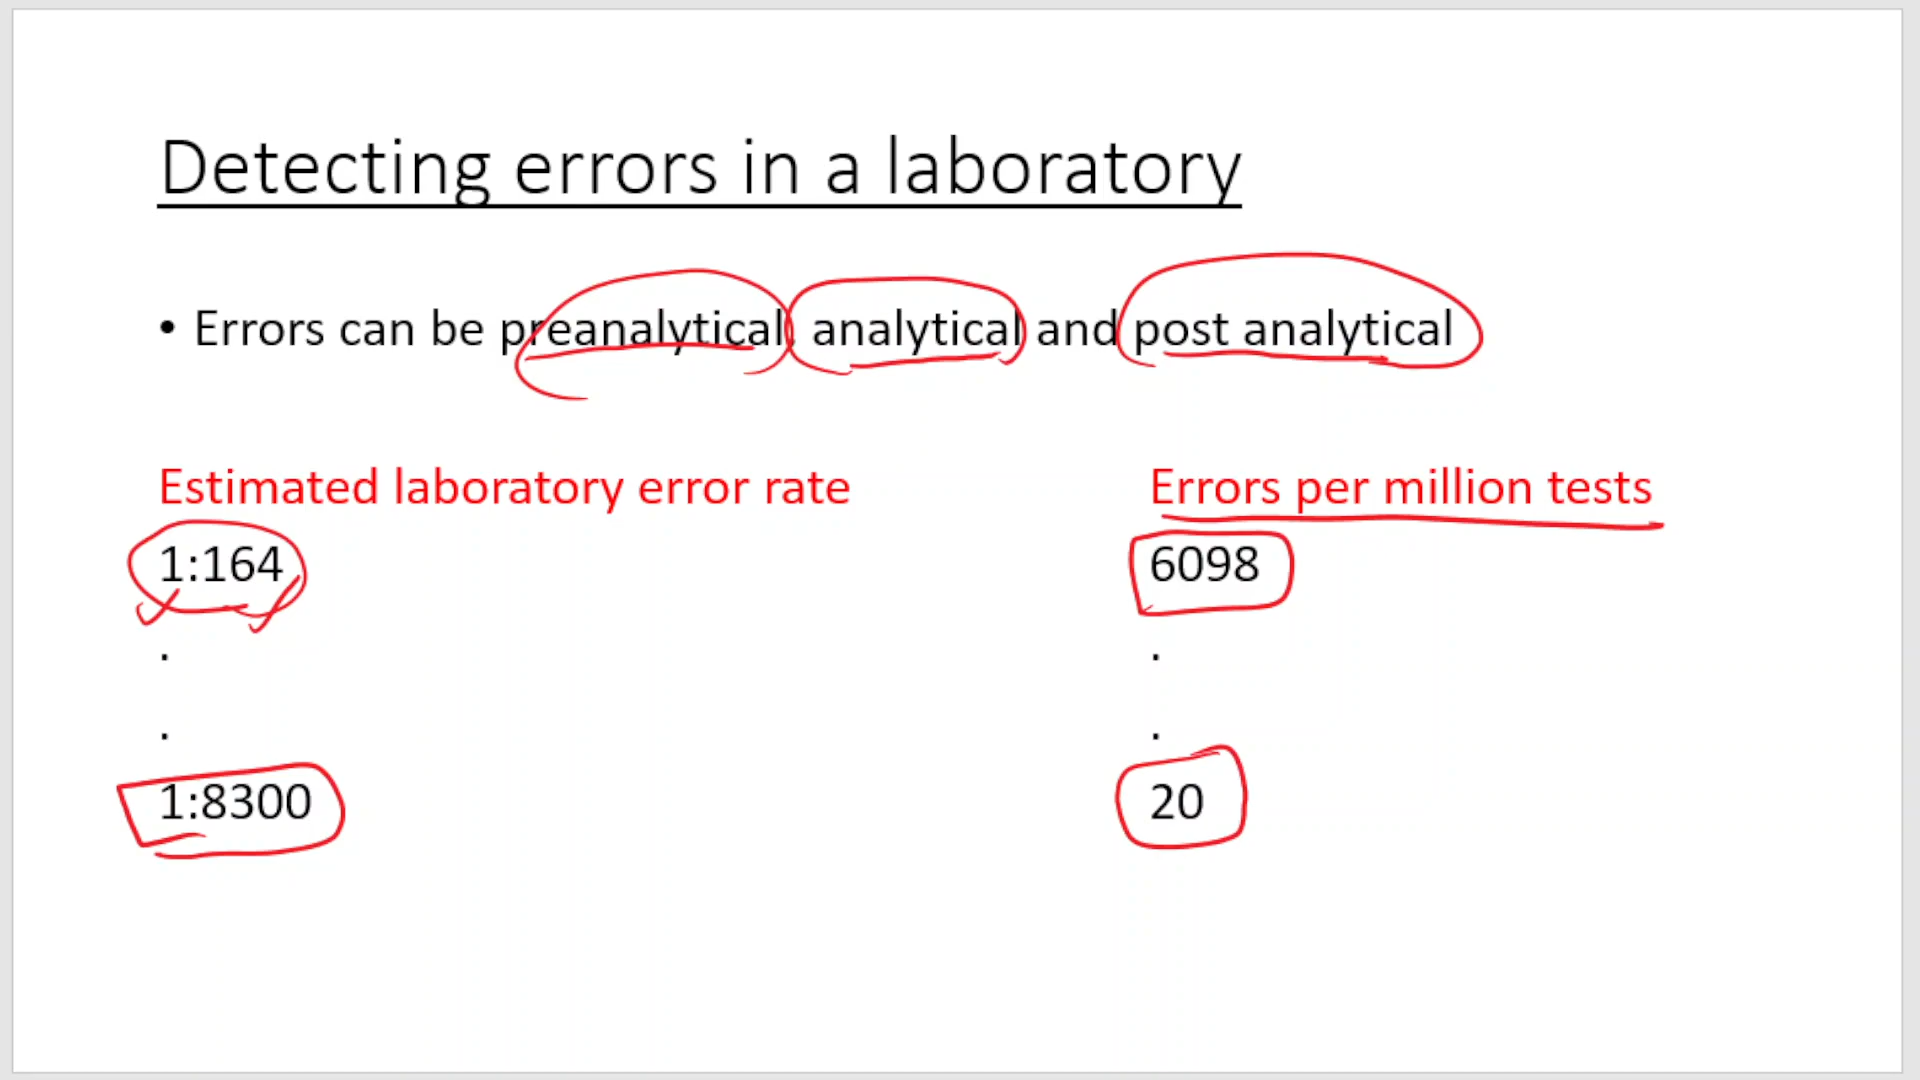 Detecting errors in a laboratory
• Errors can be preanalytical, analytical and post analytical
Estimated laboratory error rate Errors per million tests
1:164 6098
. .
. .
1:8300 20